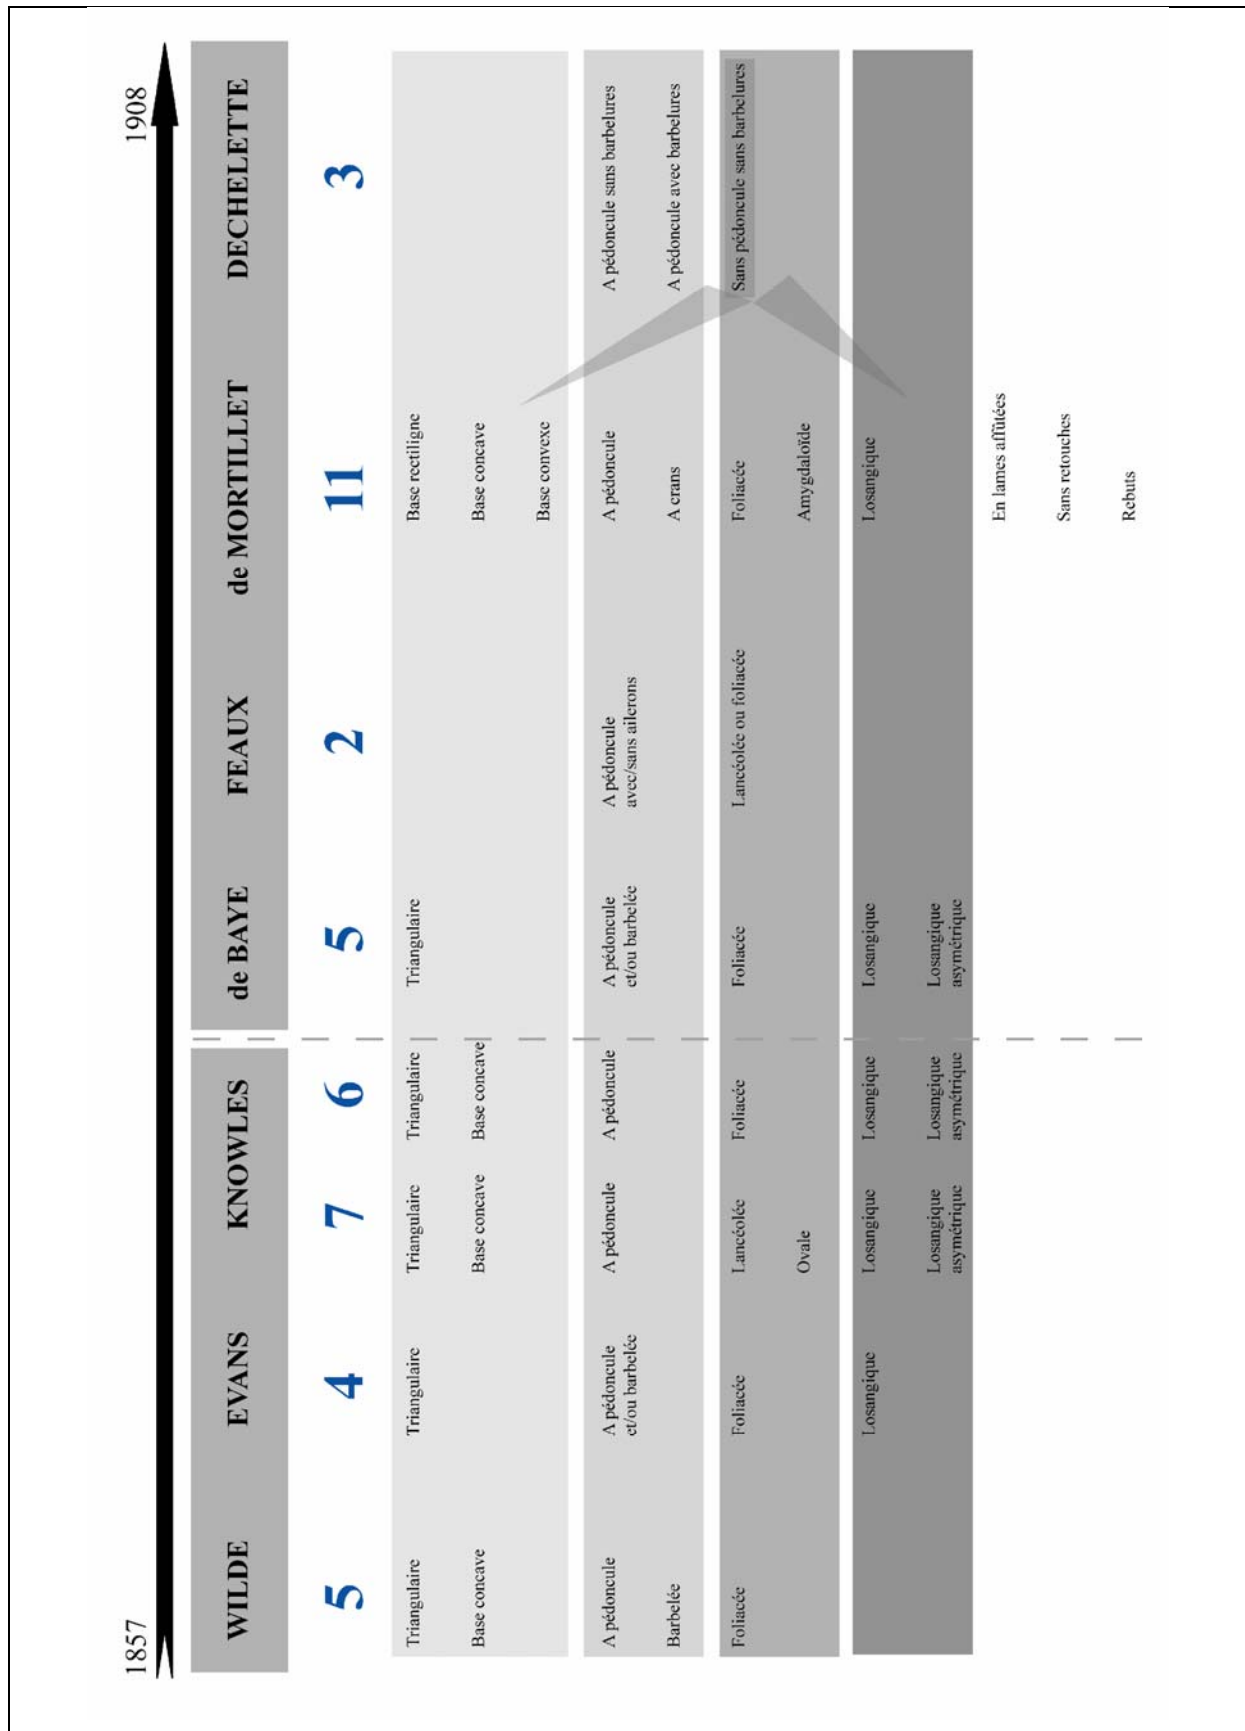 1857
1908
WILDE
EVANS
KNOWLES
de BAYE
FEAUX
de MORTILLET
DECHELETTE
5
4
7
6
5
2
11
3
Triangulaire
Triangulaire
Triangulaire
Triangulaire
Triangulaire
Base rectiligne
Base concave
Base concave
Base concave
Base concave
Base convexe
A pédoncule
A pédoncule
et/ou barbelée
A pédoncule
A pédoncule
A pédoncule
et/ou barbelée
A pédoncule
avec/sans ailerons
A pédoncule
A pédoncule sans barbelures
Barbelée
A crans
A pédoncule avec barbelures
Foliacée
Foliacée
Lancéolée
Foliacée
Foliacée
Lancéolée ou foliacée
Foliacée
Sans pédoncule sans barbelures
Ovale
Amygdaloïde
Losangique
Losangique
Losangique
Losangique
Losangique
Losangique
asymétrique
Losangique
asymétrique
Losangique
asymétrique
En lames affûtées
Sans retouches
Rebuts